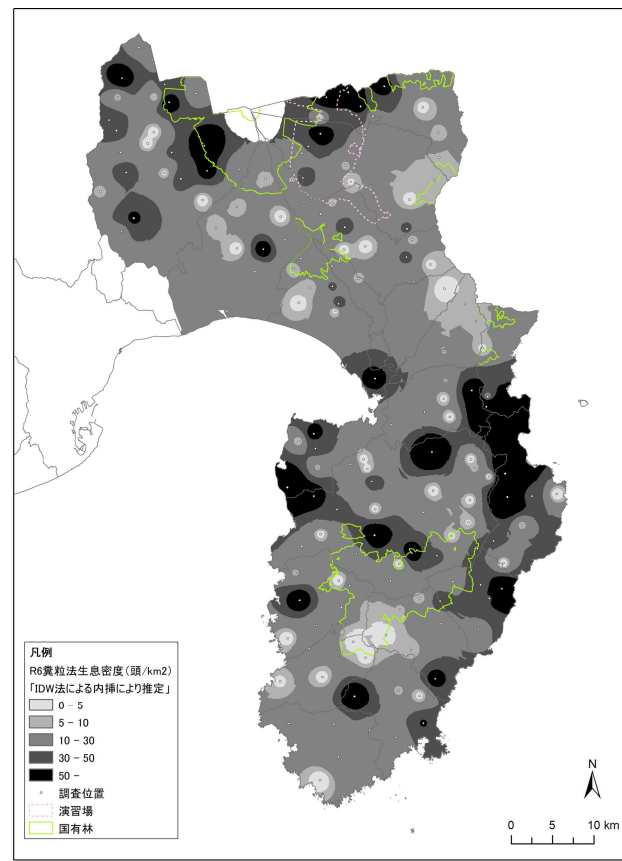 凡例
R6糞粒法生息密度(頭/km2)
「IDW法による内挿により推定」
0 - 5
5 - 10
10 - 30
30 - 50
50 -
調査位置
演習場
国有林
N
0 5 10 km